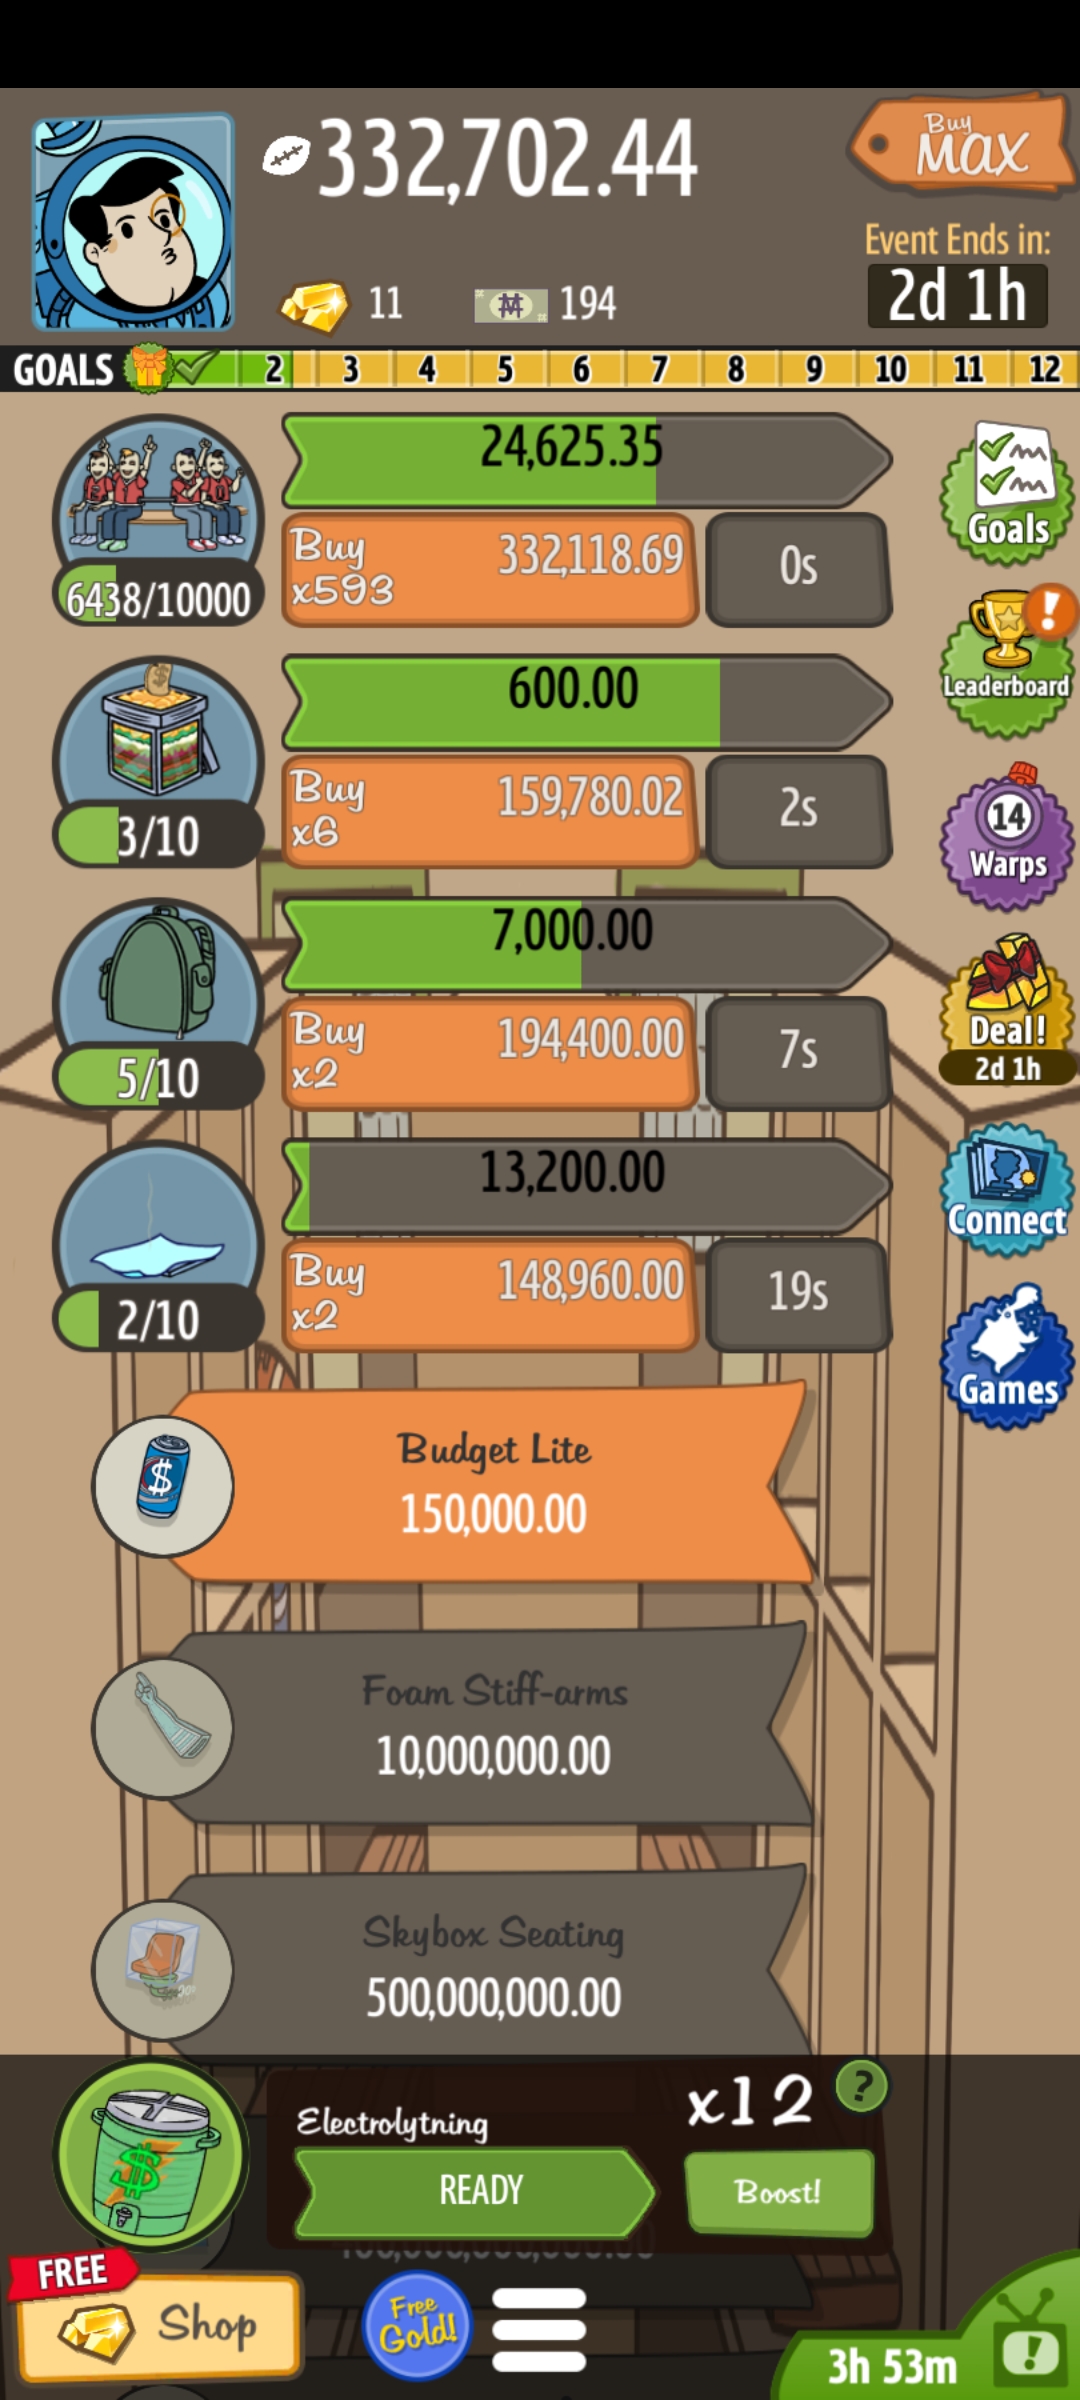 332,702.44
Buy
MAX
Event Ends in:
2d 1h
11
194
GOALS 2 3 4 5 6 7 8 9 10 11 12
24,625.35
Buy
x593
332,118.69
0s
6438/10000
Goals
600.00
Buy
x6
159,780.02
2s
3/10
Leaderboard
7,000.00
Buy
x2
194,400.00
7s
5/10
14
Warps
Deal!
2d 1h
13,200.00
Buy
x2
148,960.00
19s
2/10
Connect
Games
Budget Lite
150,000.00
Foam Stiff-arms
10,000,000.00
Skybox Seating
500,000,000.00
Electrolytning
x12
?
READY
Boost!
FREE
Shop
Free
Gold!
3h 53m